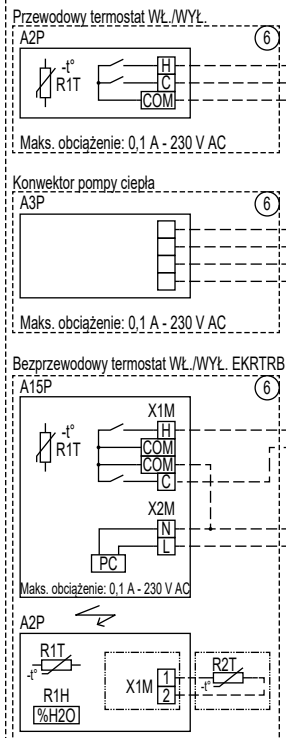 Przewodowy termostat WŁ./WYŁ.
A2P
6
-t°
R1T
H
C
COM
Maks. obciążenie: 0,1 A - 230 V AC
Konwektor pompy ciepła
A3P
6
Maks. obciążenie: 0,1 A - 230 V AC
Bezprzewodowy termostat WŁ./WYŁ. EKRTRB
A15P
6
X1M
-t°
R1T
H
COM
COM
C
X2M
N
L
PC
Maks. obciążenie: 0,1 A - 230 V AC
A2P
R1T
-t°
R1H
%H2O
X1M
1
2
R2T
-t°